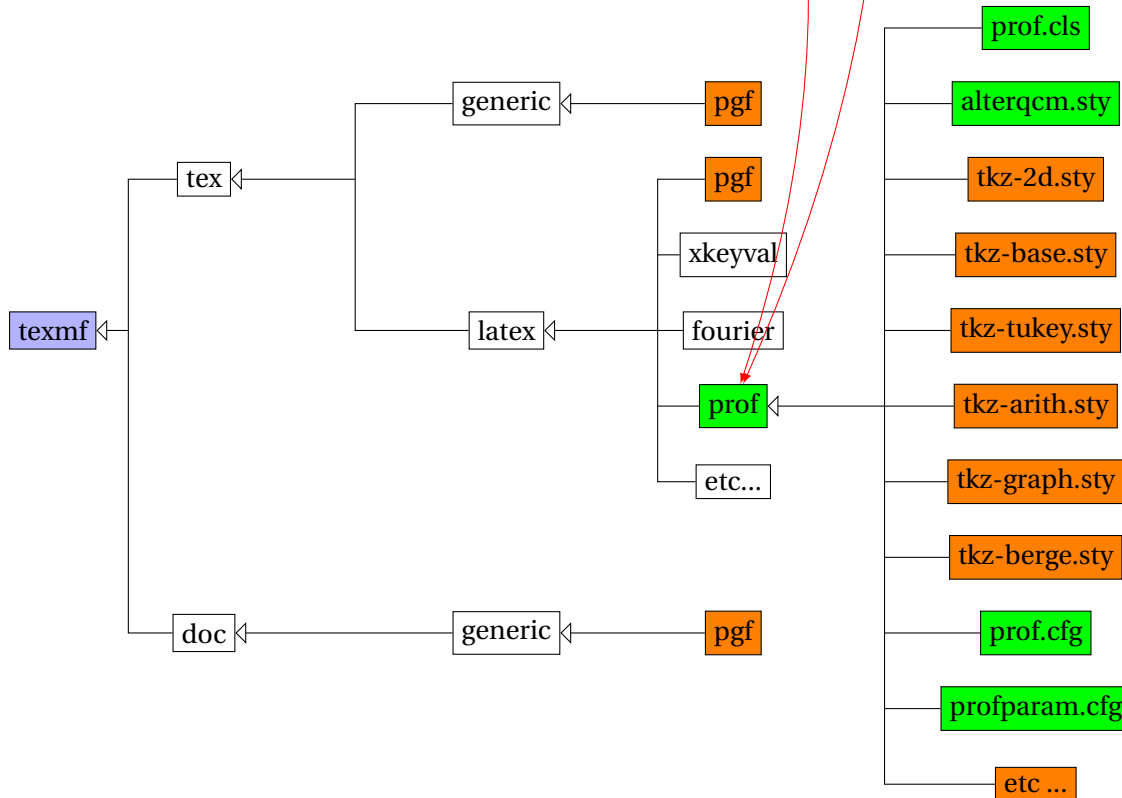 prof.cls
generic
pgf
alterqcm.sty
tex
pgf
tkz-2d.sty
xkeyval
tkz-base.sty
texmf
latex
fourier
tkz-tukey.sty
prof
tkz-arith.sty
etc...
tkz-graph.sty
tkz-berge.sty
doc
generic
pgf
prof.cfg
profparam.cfg
etc ...